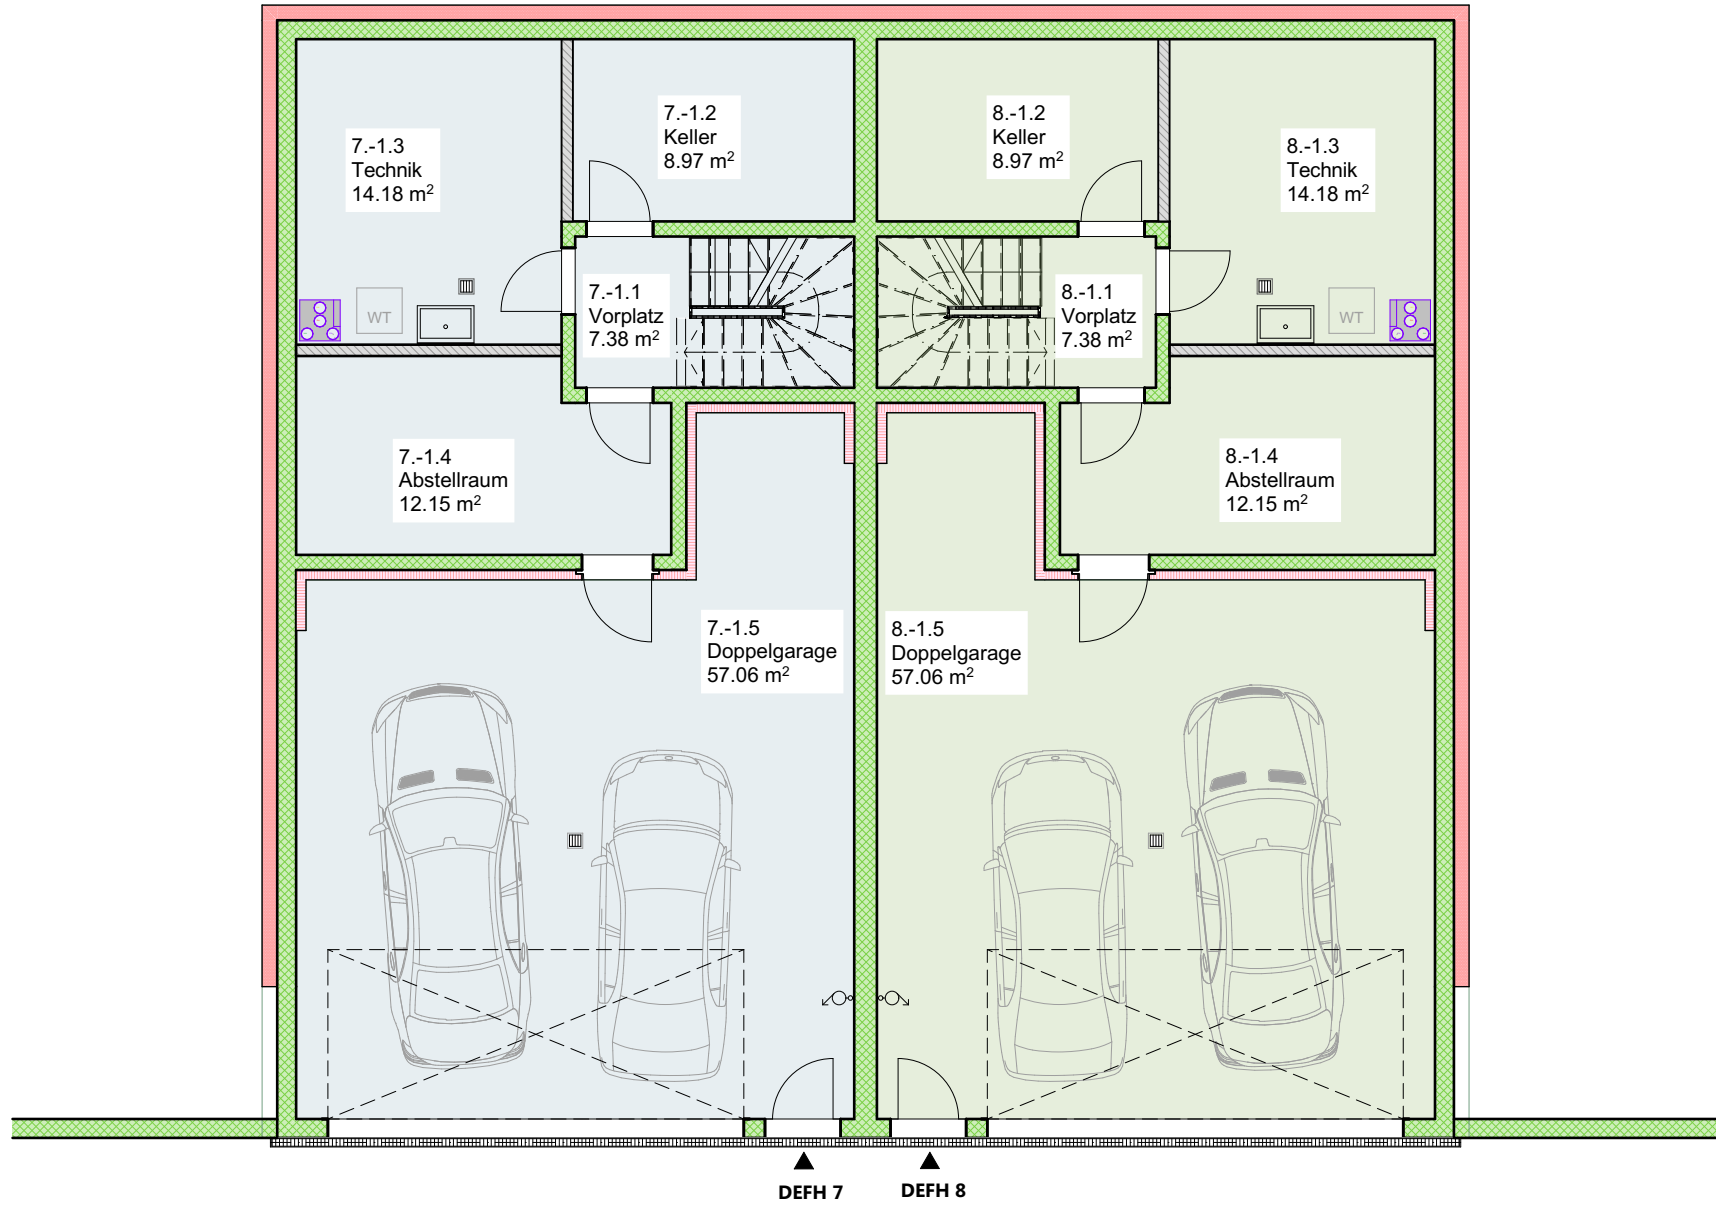 7.-1.2
Keller
8.97 m²
8.-1.2
Keller
8.97 m²
7.-1.3
Technik
14.18 m²
8.-1.3
Technik
14.18 m²
7.-1.1
Vorplatz
7.38 m²
8.-1.1
Vorplatz
7.38 m²
WT
WT
7.-1.4
Abstellraum
12.15 m²
8.-1.4
Abstellraum
12.15 m²
7.-1.5
Doppelgarage
57.06 m²
8.-1.5
Doppelgarage
57.06 m²
DEFH 7
DEFH 8